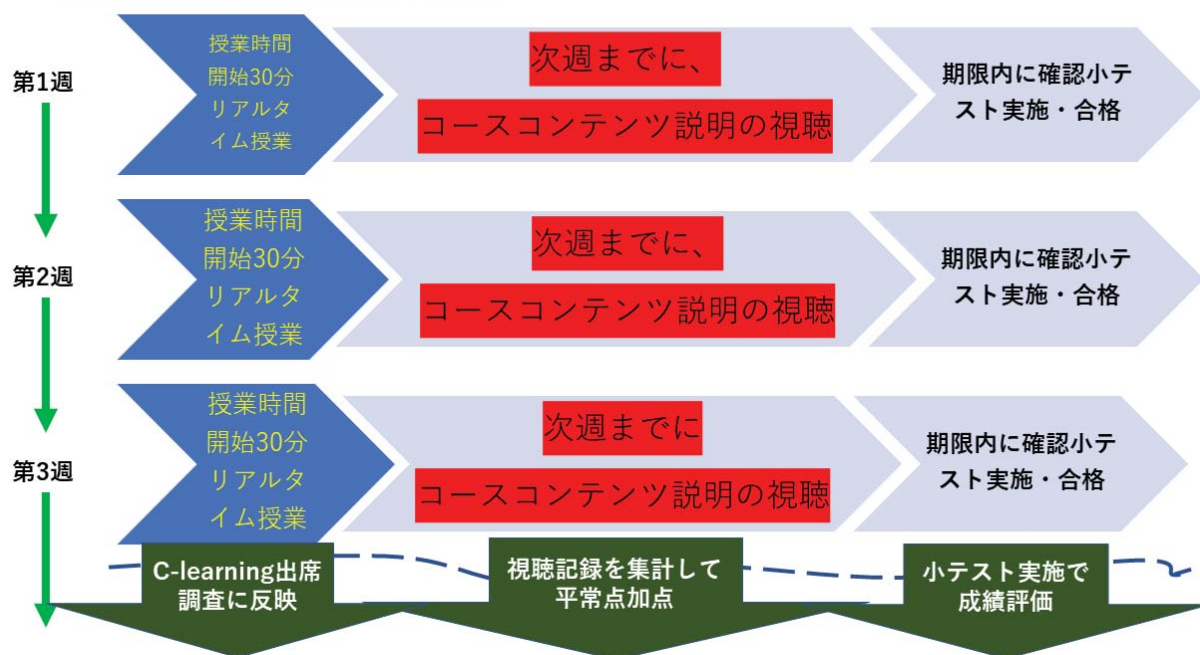 第1週
授業時間
開始30分
リアルタ
イム授業
次週までに、
コースコンテンツ説明の視聴
期限内に確認小テ
スト実施・合格
第2週
授業時間
開始30分
リアルタ
イム授業
次週までに、
コースコンテンツ説明の視聴
期限内に確認小テ
スト実施・合格
第3週
授業時間
開始30分
リアルタ
イム授業
次週までに
コースコンテンツ説明の視聴
期限内に確認小テ
スト実施・合格
C-learning出席
調査に反映
視聴記録を集計して
平常点加点
小テスト実施で
成績評価